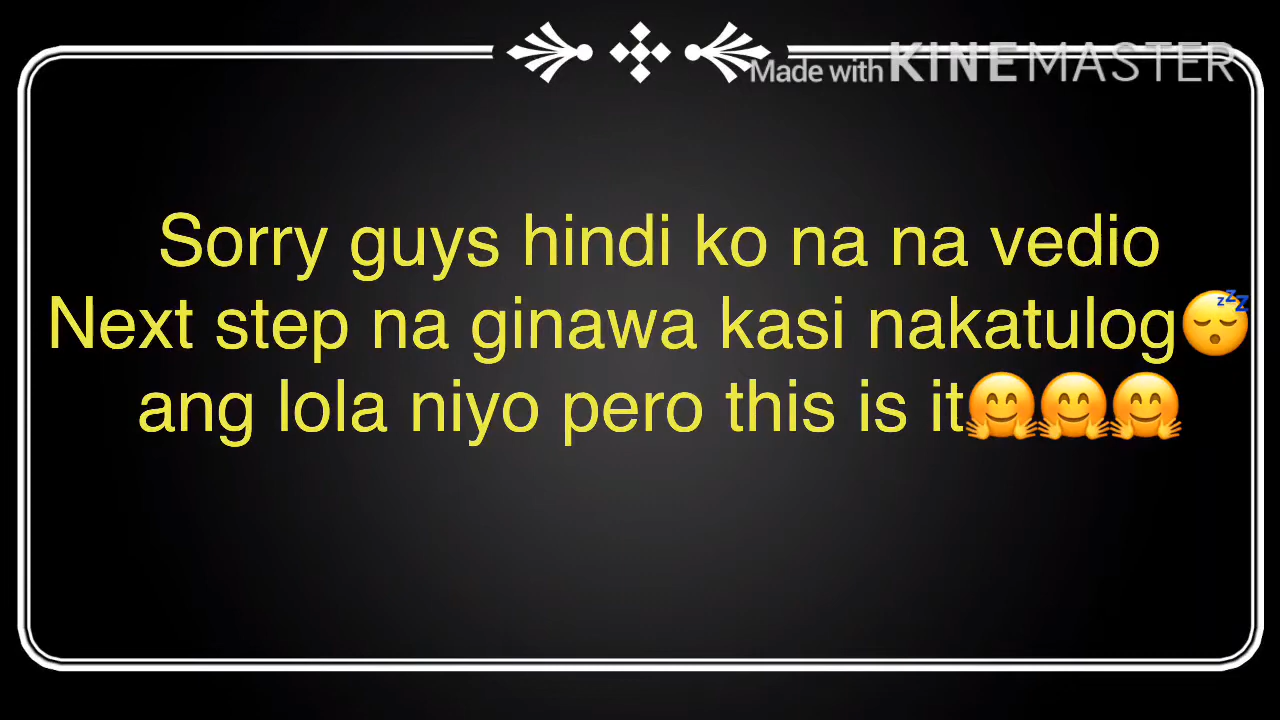 Made with KINEMASTER
Sorry guys hindi ko na na vedio
Next step na ginawa kasi nakatulog😴
ang lola niyo pero this is it🤗🤗🤗